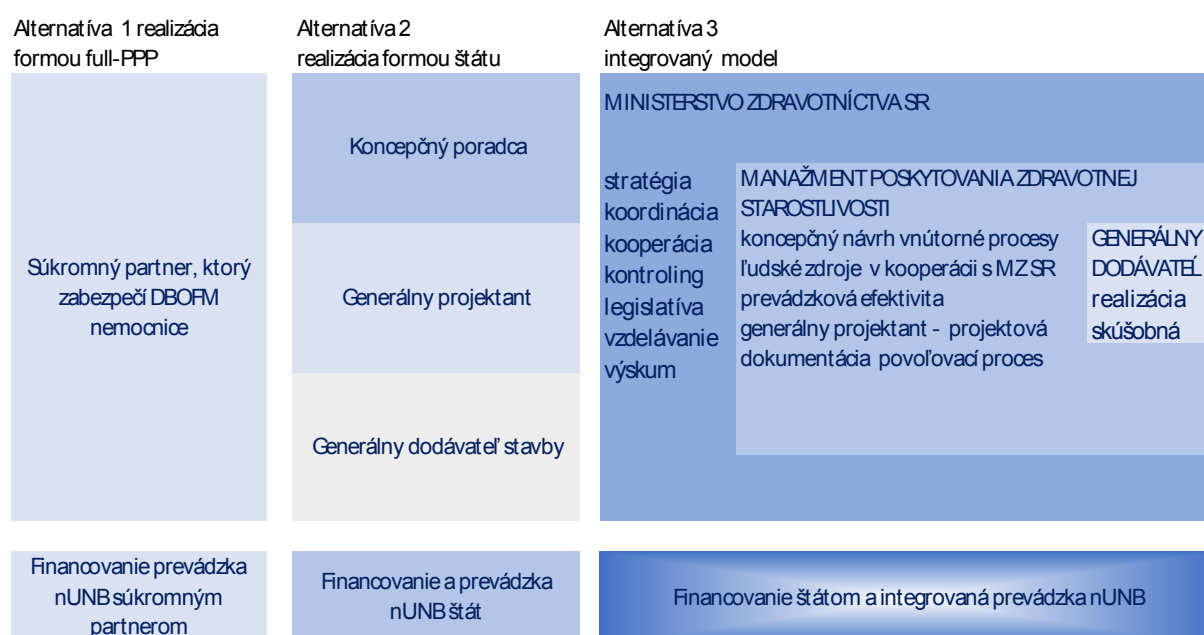 Alternatíva 1 realizácia
formou full-PPP
Súkromný partner, ktorý
zabezpečí DBOFM
nemocnice
Financovanie prevádzka
nUNB súkromným
partnerom
Alternatíva 2
realizácia formou štátu
Koncepčný poradca
Generálny projektant
Generálny dodávateľ stavby
Financovanie a prevádzka
nUNB štát
Alternatíva 3
integrovaný model
MINISTERSTVO ZDRAVOTNÍCTVA SR
stratégia
koordinácia
kooperácia
kontroling
legislatíva
vzdelávanie
výskum
MANAŽMENT POSKYTOVANIA ZDRAVOTNEJ
STAROSTLIVOSTI
koncepčný návrh vnútorné procesy
ľudské zdroje v kooperácii s MZ SR
prevádzková efektivita
generálny projektant - projektová
dokumentácia povoľovací proces
GENERÁLNY
DODÁVATEĽ
realizácia
skúšobná
Financovanie štátom a integrovaná prevádzka nUNB